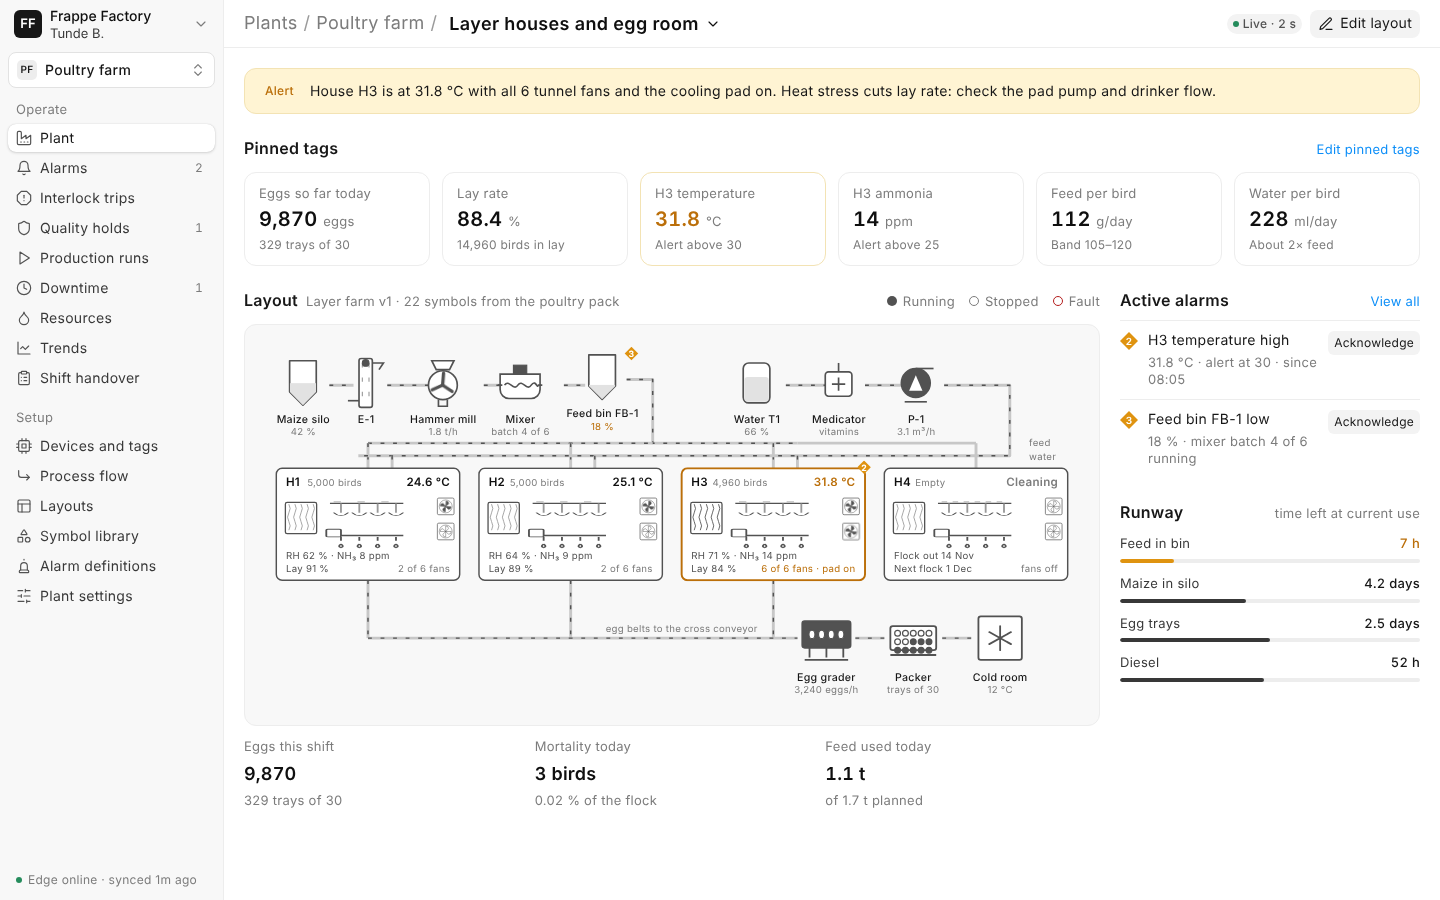 FF
Frappe Factory
Tunde B.
PF Poultry farm
Operate
Plant
Alarms 2
Interlock trips
Quality holds 1
Production runs
Downtime 1
Resources
Trends
Shift handover
Setup
Devices and tags
Process flow
Layouts
Symbol library
Alarm definitions
Plant settings
Edge online · synced 1m ago
Plants / Poultry farm / Layer houses and egg room
Live · 2 s
Edit layout
Alert House H3 is at 31.8 °C with all 6 tunnel fans and the cooling pad on. Heat stress cuts lay rate: check the pad pump and drinker flow.
Pinned tags
Edit pinned tags
Eggs so far today
9,870 eggs
329 trays of 30
Lay rate
88.4 %
14,960 birds in lay
H3 temperature
31.8 °C
Alert above 30
H3 ammonia
14 ppm
Alert above 25
Feed per bird
112 g/day
Band 105–120
Water per bird
228 ml/day
About 2× feed
Layout Layer farm v1 · 22 symbols from the poultry pack
Running Stopped Fault
3
Maize silo
42 %
E-1
Hammer mill
1.8 t/h
Mixer
batch 4 of 6
Feed bin FB-1
18 %
Water T1
66 %
Medicator
vitamins
P-1
3.1 m³/h
feed
water
H1 5,000 birds 24.6 °C
RH 62 % · NH₃ 8 ppm
Lay 91 % 2 of 6 fans
H2 5,000 birds 25.1 °C
RH 64 % · NH₃ 9 ppm
Lay 89 % 2 of 6 fans
2
H3 4,960 birds 31.8 °C
RH 71 % · NH₃ 14 ppm
Lay 84 % 6 of 6 fans · pad on
H4 Empty Cleaning
Flock out 14 Nov
Next flock 1 Dec fans off
egg belts to the cross conveyor
Egg grader
3,240 eggs/h
Packer
trays of 30
Cold room
12 °C
Eggs this shift
9,870
329 trays of 30
Mortality today
3 birds
0.02 % of the flock
Feed used today
1.1 t
of 1.7 t planned
Active alarms
View all
2 H3 temperature high
31.8 °C · alert at 30 · since
08:05
Acknowledge
3 Feed bin FB-1 low
18 % · mixer batch 4 of 6
running
Acknowledge
Runway time left at current use
Feed in bin 7 h
Maize in silo 4.2 days
Egg trays 2.5 days
Diesel 52 h